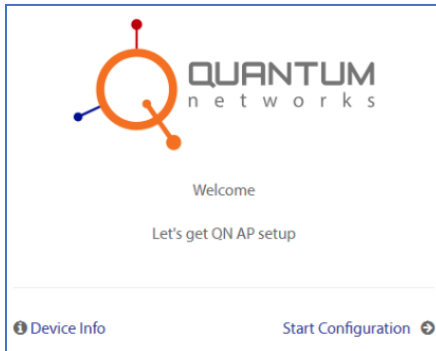 QUANTUM
networks
Welcome
Let's get QN AP setup
Device Info
Start Configuration